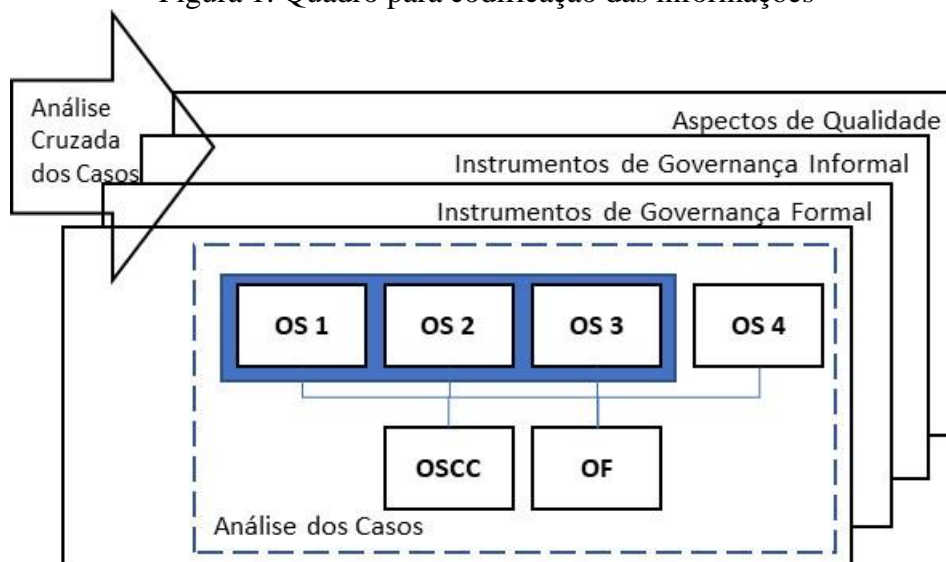 Figura 1: Quadro para codificação das informações
Análise
Cruzada
dos Casos
Aspectos de Qualidade
Instrumentos de Governança Informal
Instrumentos de Governança Formal
OS 1
OS 2
OS 3
OS 4
OSCC
OF
Análise dos Casos